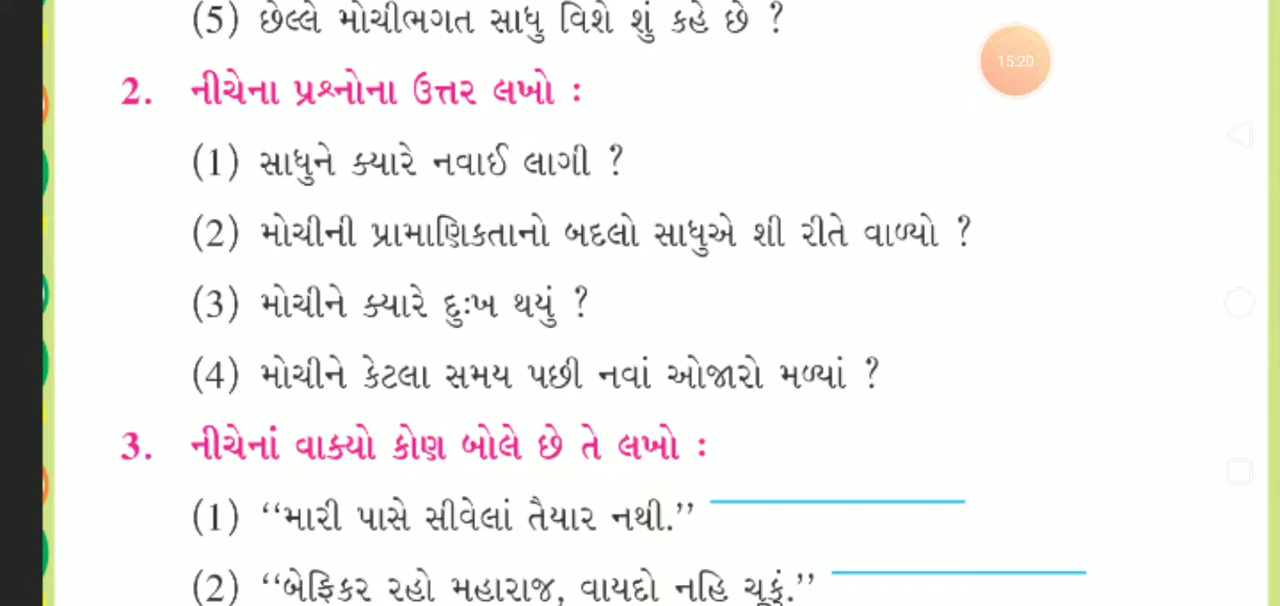 (5) છેલ્લે મોચીભગત સાધુ વિશે શું કહે છે ?
15:20
2. નીચેના પ્રશ્નોના ઉત્તર લખો :
(1) સાધુને ક્યારે નવાઈ લાગી ?
(2) મોચીની પ્રામાણિકતાનો બદલો સાધુએ શી રીતે વાળ્યો ?
(3) મોચીને ક્યારે દુઃખ થયું ?
(4) મોચીને કેટલા સમય પછી નવાં ઓજારો મળ્યાં ?
3. નીચેનાં વાક્યો કોણ બોલે છે તે લખો :
(1) ‘‘મારી પાસે સીવેલાં તૈયાર નથી.’’
(2) ‘‘બેફિકર રહો મહારાજ, વાયદો નહિ ચૂકું.’’